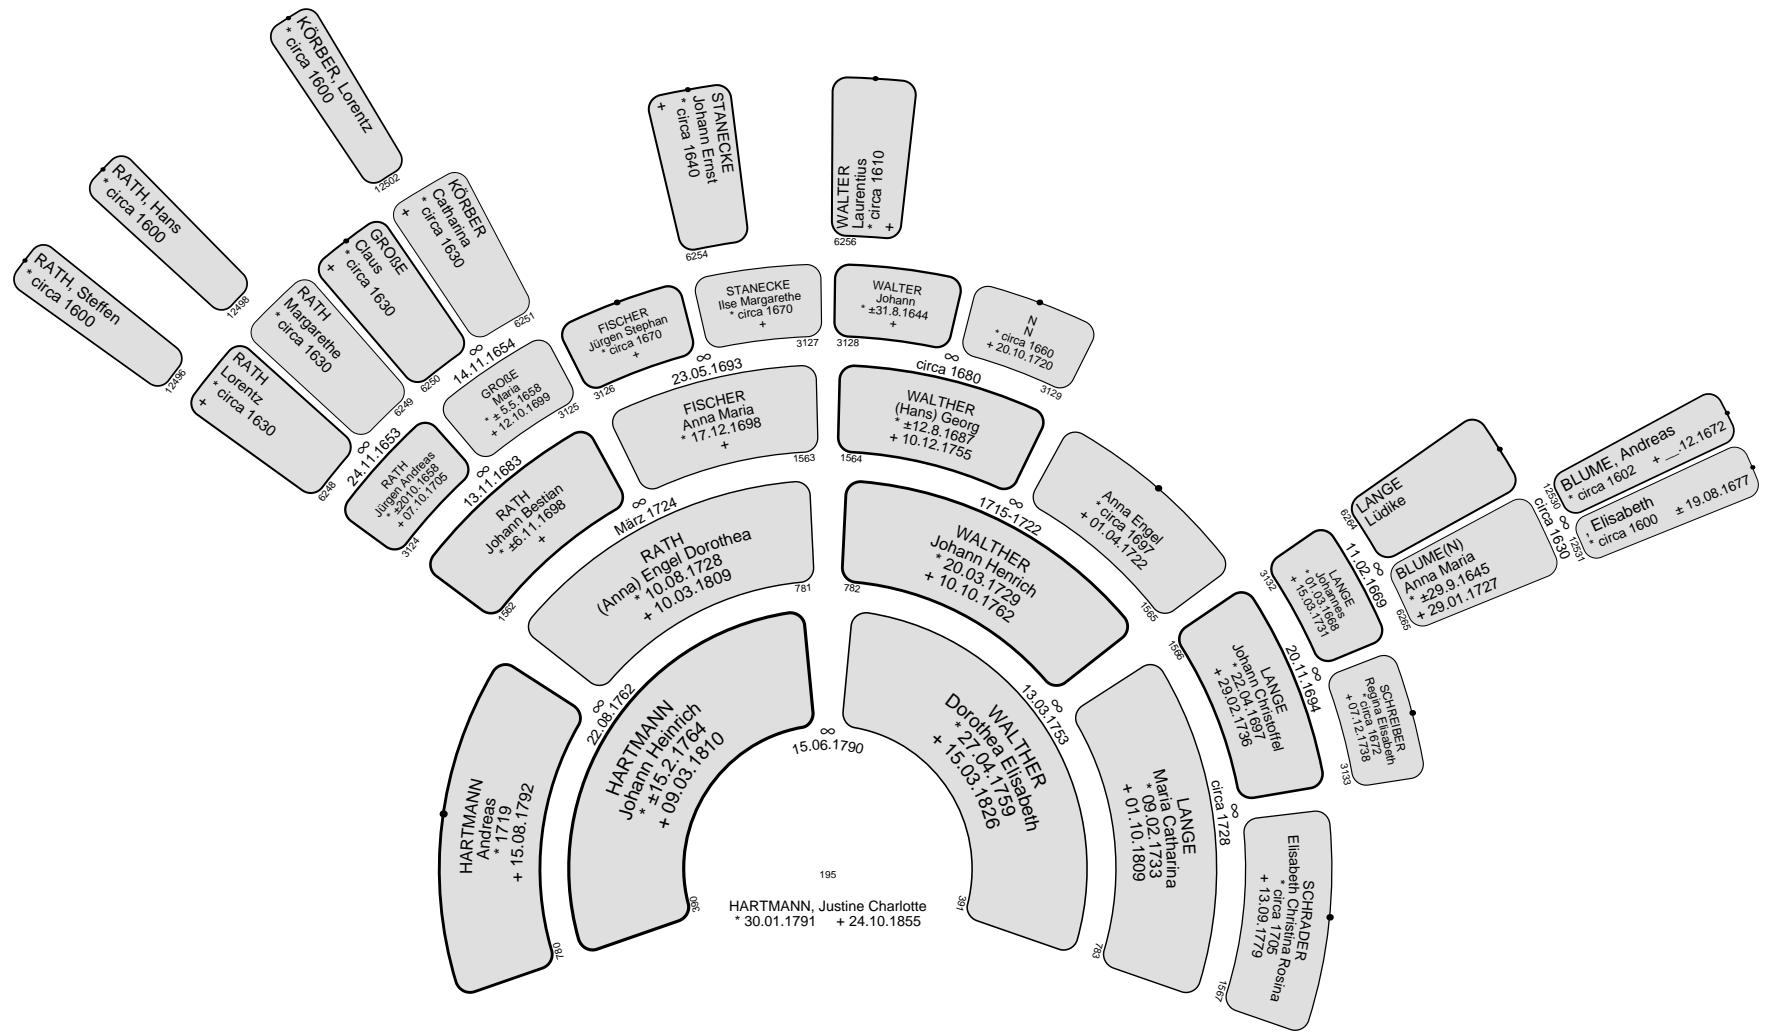 KÖRBER, Lorentz
* circa 1600
12502
RATH, Hans
* circa 1600
12498
RATH, Steffen
* circa 1600
12496
RATH
Lorentz
* circa 1630
+
6248
∞
24.11.1653
RATH
Margarethe
* circa 1630
6249
GROßE
Claus
* circa 1630
+
6250
∞
14.11.1654
KÖRBER
Catharina
* circa 1630
+
6251
STANECKE
Johann Ernst
* circa 1640
+
6254
WALTER
Laurentius
* circa 1610
+
6256
RATH
Jürgen Andreas
* ±2010.1658
+ 07.10.1705
3124
∞
13.11.1683
GROßE
Maria
* ± 5.5.1658
+ 12.10.1699
3125
FISCHER
Jürgen Stephan
* circa 1670
+
3126
∞
23.05.1693
STANECKE
Ilse Margarethe
* circa 1670
+
3127
WALTER
Johann
* ±31.8.1644
+
3128
∞
circa 1680
N
N
* circa 1660
+ 20.10.1720
3129
RATH
Johann Bestian
* ±6.11.1698
+
1562
∞
März 1724
FISCHER
Anna Maria
* 17.12.1698
+
1563
WALTHER
(Hans) Georg
* ±12.8.1687
+ 10.12.1755
1564
∞
1715-1722
Anna Engel
* circa 1697
+ 01.04.1722
1565
LANGE
Lüdike
6264
∞
11.02.1669
BLUME(N)
Anna Maria
* ±29.9.1645
+ 29.01.1727
6265
BLUME, Andreas
* circa 1602 + __.12.1672
12530
∞
circa 1630
, Elisabeth
* circa 1600 ± 19.08.1677
12531
LANGE
Johannes
* 01.03.1668
+ 15.03.1731
3132
∞
20.11.1694
SCHREIBER
Regina Elisabeth
* circa 1672
+ 07.12.1738
3133
LANGE
Johann Christoffel
* 22.04.1697
+ 29.02.1736
1566
∞
circa 1728
SCHRADER
Elisabeth Christina Rosina
* circa 1705
+ 13.09.1779
1567
HARTMANN
Andreas
* 1719
+ 15.08.1792
780
∞
22.08.1762
RATH
(Anna) Engel Dorothea
* 10.08.1728
+ 10.03.1809
781
WALTHER
Johann Henrich
* 20.03.1729
+ 10.10.1762
782
∞
13.03.1753
LANGE
Maria Catharina
* 09.02.1733
+ 01.10.1809
783
HARTMANN
Johann Heinrich
* ±15.2.1764
+ 09.03.1810
390
∞
15.06.1790
WALTHER
Dorothea Elisabeth
* 27.04.1759
+ 15.03.1826
391
195
HARTMANN, Justine Charlotte
* 30.01.1791 + 24.10.1855